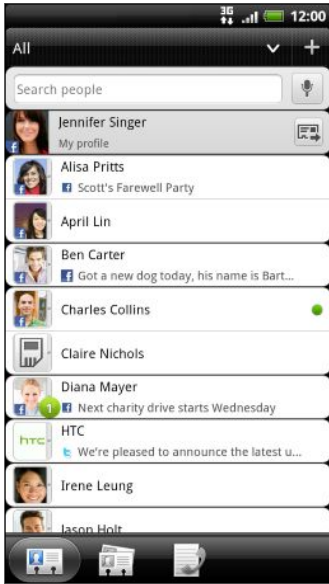 3G
12:00
All
Search people
Jennifer Singer
My profile
Alisa Pritts
Scott's Farewell Party
April Lin
Ben Carter
Got a new dog today, his name is Bart...
Charles Collins
Claire Nichols
Diana Mayer
1
Next charity drive starts Wednesday
hTC
HTC
We're pleased to announce the latest u...
Irene Leung
Jason Holt